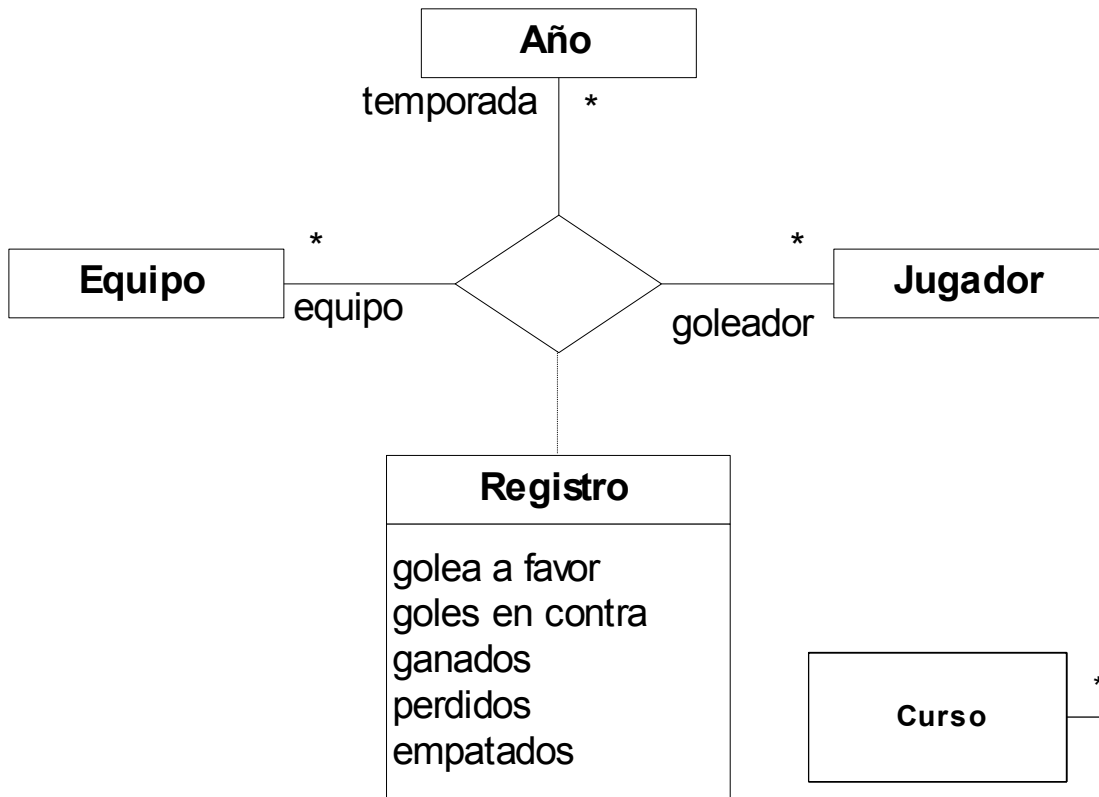 Año
temporada *
* *
Equipo Jugador
equipo goleador
Registro
golea a favor
goles en contra
ganados
perdidos
empatados
*
Curso